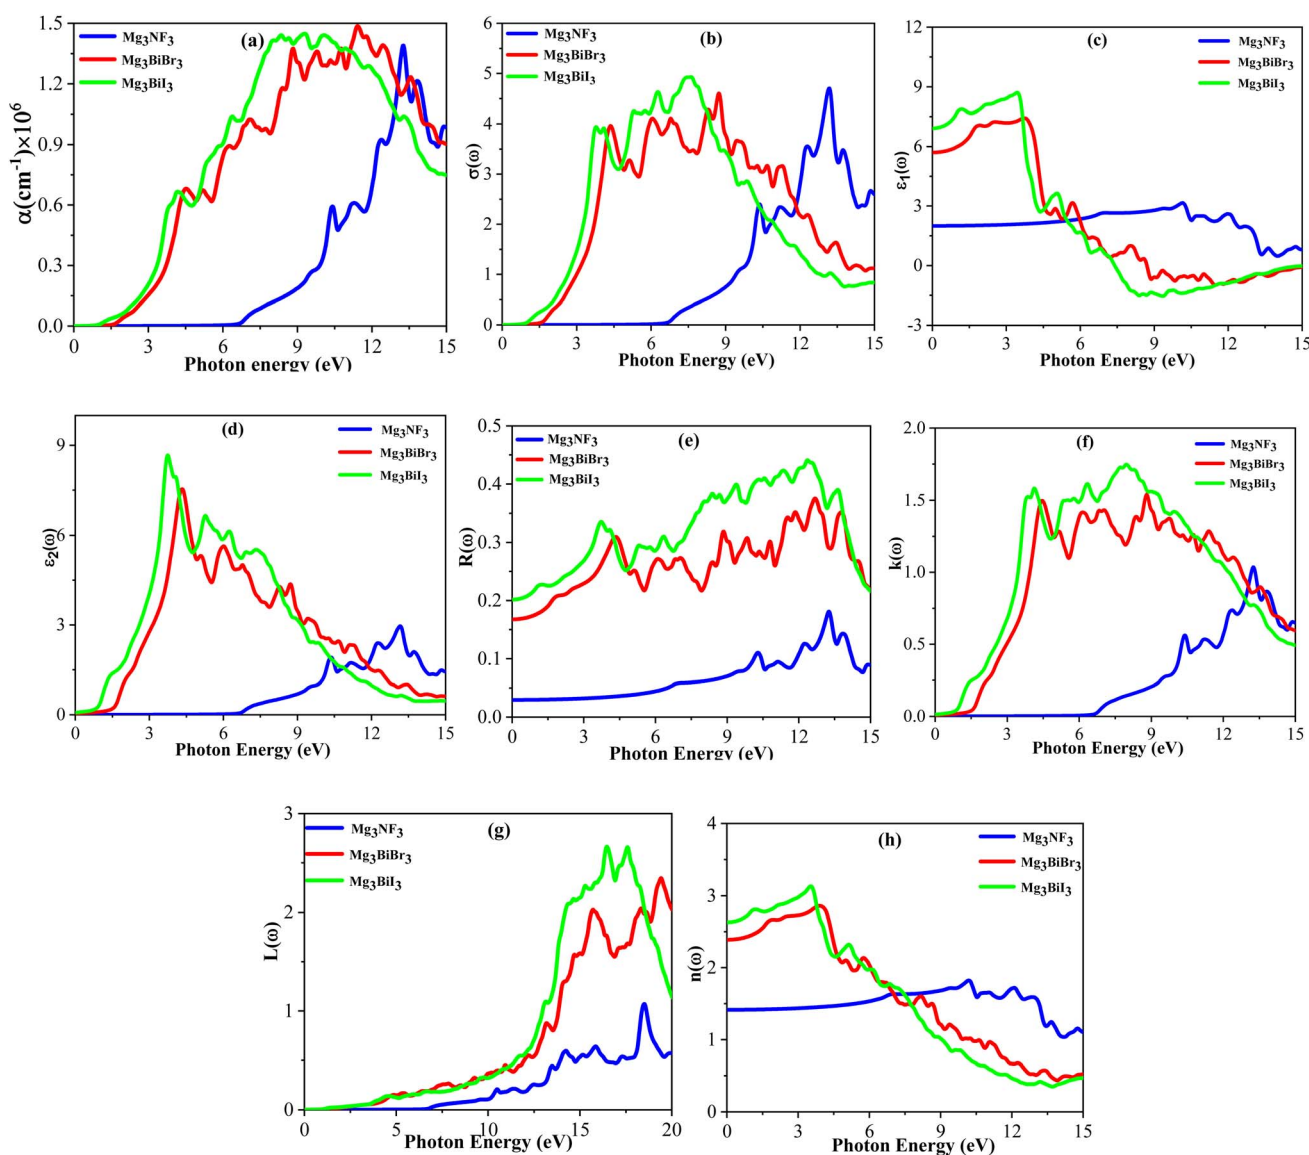 (a)
Mg₃NF₃
Mg₃BiBr₃
Mg₃BiI₃
α(cm⁻¹)×10⁶
1.5
1.2
0.9
0.6
0.3
0.0
3 6 9 12 15
Photon energy (eV)
(b)
Mg₃NF₃
Mg₃BiBr₃
Mg₃BiI₃
σ(ω)
6
5
4
3
2
1
0
0 3 6 9 12 15
Photon Energy (eV)
(c)
Mg₃NF₃
Mg₃BiBr₃
Mg₃BiI₃
ε₁(ω)
12
9
6
3
0
-3
0 3 6 9 12 15
Photon Energy (eV)
(d)
Mg₃NF₃
Mg₃BiBr₃
Mg₃BiI₃
ε₂(ω)
9
6
3
0
0 3 6 9 12 15
Photon Energy (eV)
(e)
Mg₃NF₃
Mg₃BiBr₃
Mg₃BiI₃
R(ω)
0.5
0.4
0.3
0.2
0.1
0.0
0 3 6 9 12 15
Photon Energy (eV)
(f)
Mg₃NF₃
Mg₃BiBr₃
Mg₃BiI₃
k(ω)
2.0
1.5
1.0
0.5
0.0
0 3 6 9 12 15
Photon Energy (eV)
(g)
Mg₃NF₃
Mg₃BiBr₃
Mg₃BiI₃
L(ω)
3
2
1
0
0 5 10 15 20
Photon Energy (eV)
(h)
Mg₃NF₃
Mg₃BiBr₃
Mg₃BiI₃
n(ω)
4
3
2
1
0
0 3 6 9 12 15
Photon Energy (eV)